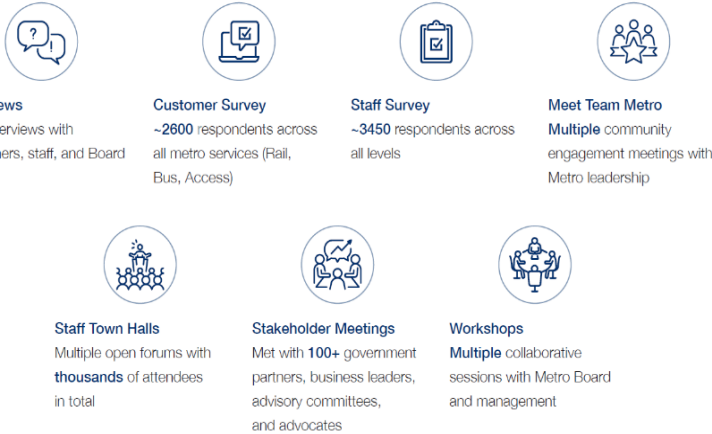 ews
erviews with
ers, staff, and Board
Customer Survey
~2600 respondents across
all metro services (Rail,
Bus, Access)
Staff Survey
~3450 respondents across
all levels
Meet Team Metro
Multiple community
engagement meetings with
Metro leadership
Staff Town Halls
Multiple open forums with
thousands of attendees
in total
Stakeholder Meetings
Met with 100+ government
partners, business leaders,
advisory committees,
and advocates
Workshops
Multiple collaborative
sessions with Metro Board
and management